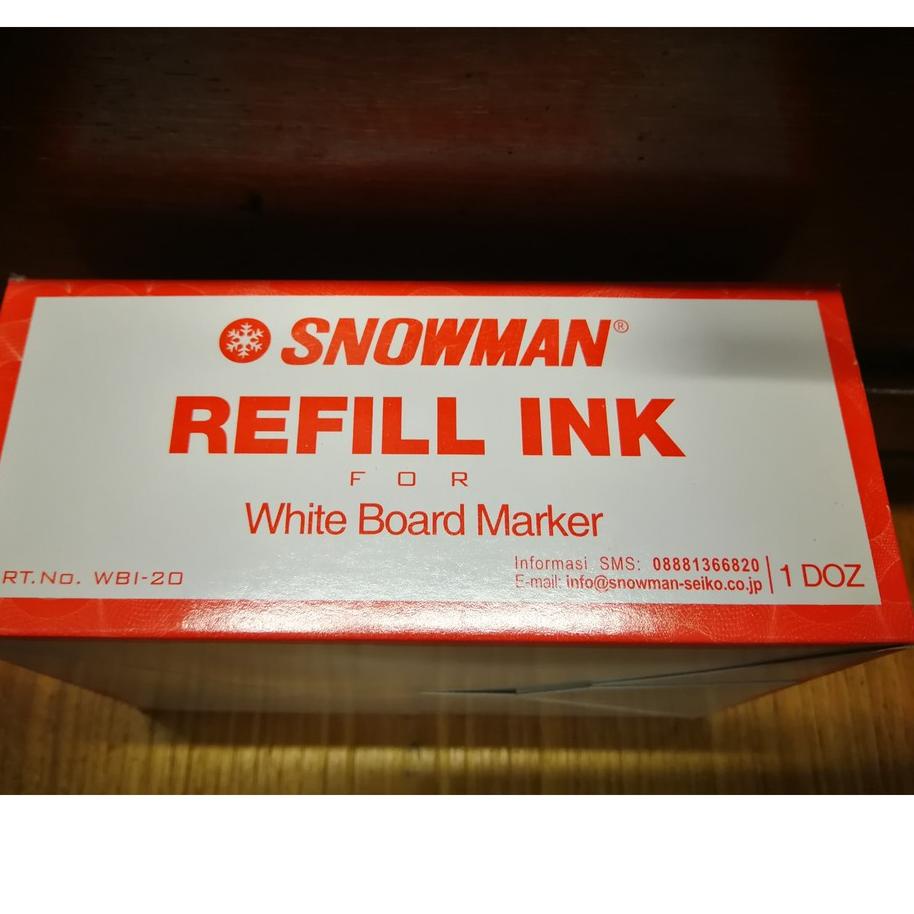 SNOWMAN®
REFILL INK
FOR
White Board Marker
RT.No. WBI-20
Informasi SMS: 08881366820
E-mail: info@snowman-seiko.co.jp
1 DOZ